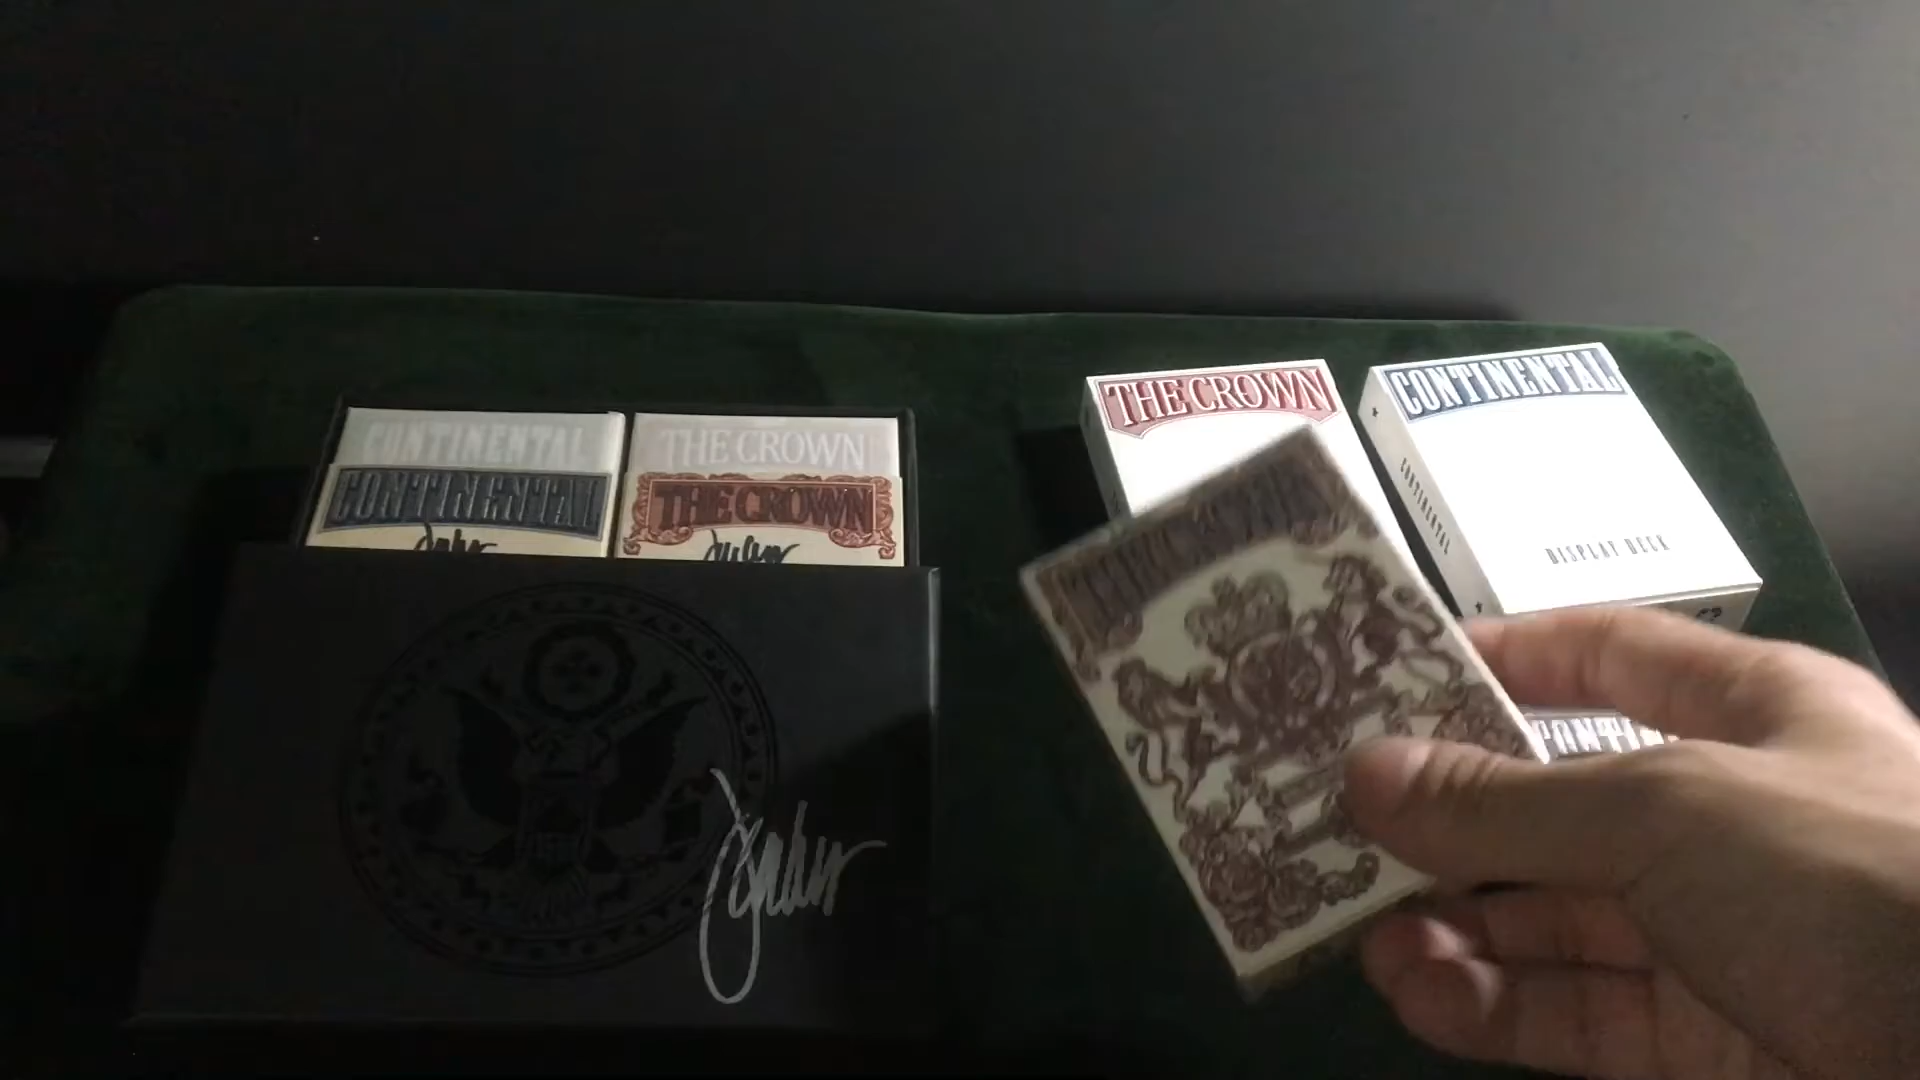 CONTINENTAL
THE CROWN
CONTINENTAL
THE CROWN
THE CROWN
CONTINENTAL
CONTINENTAL
DISPLAY DECK